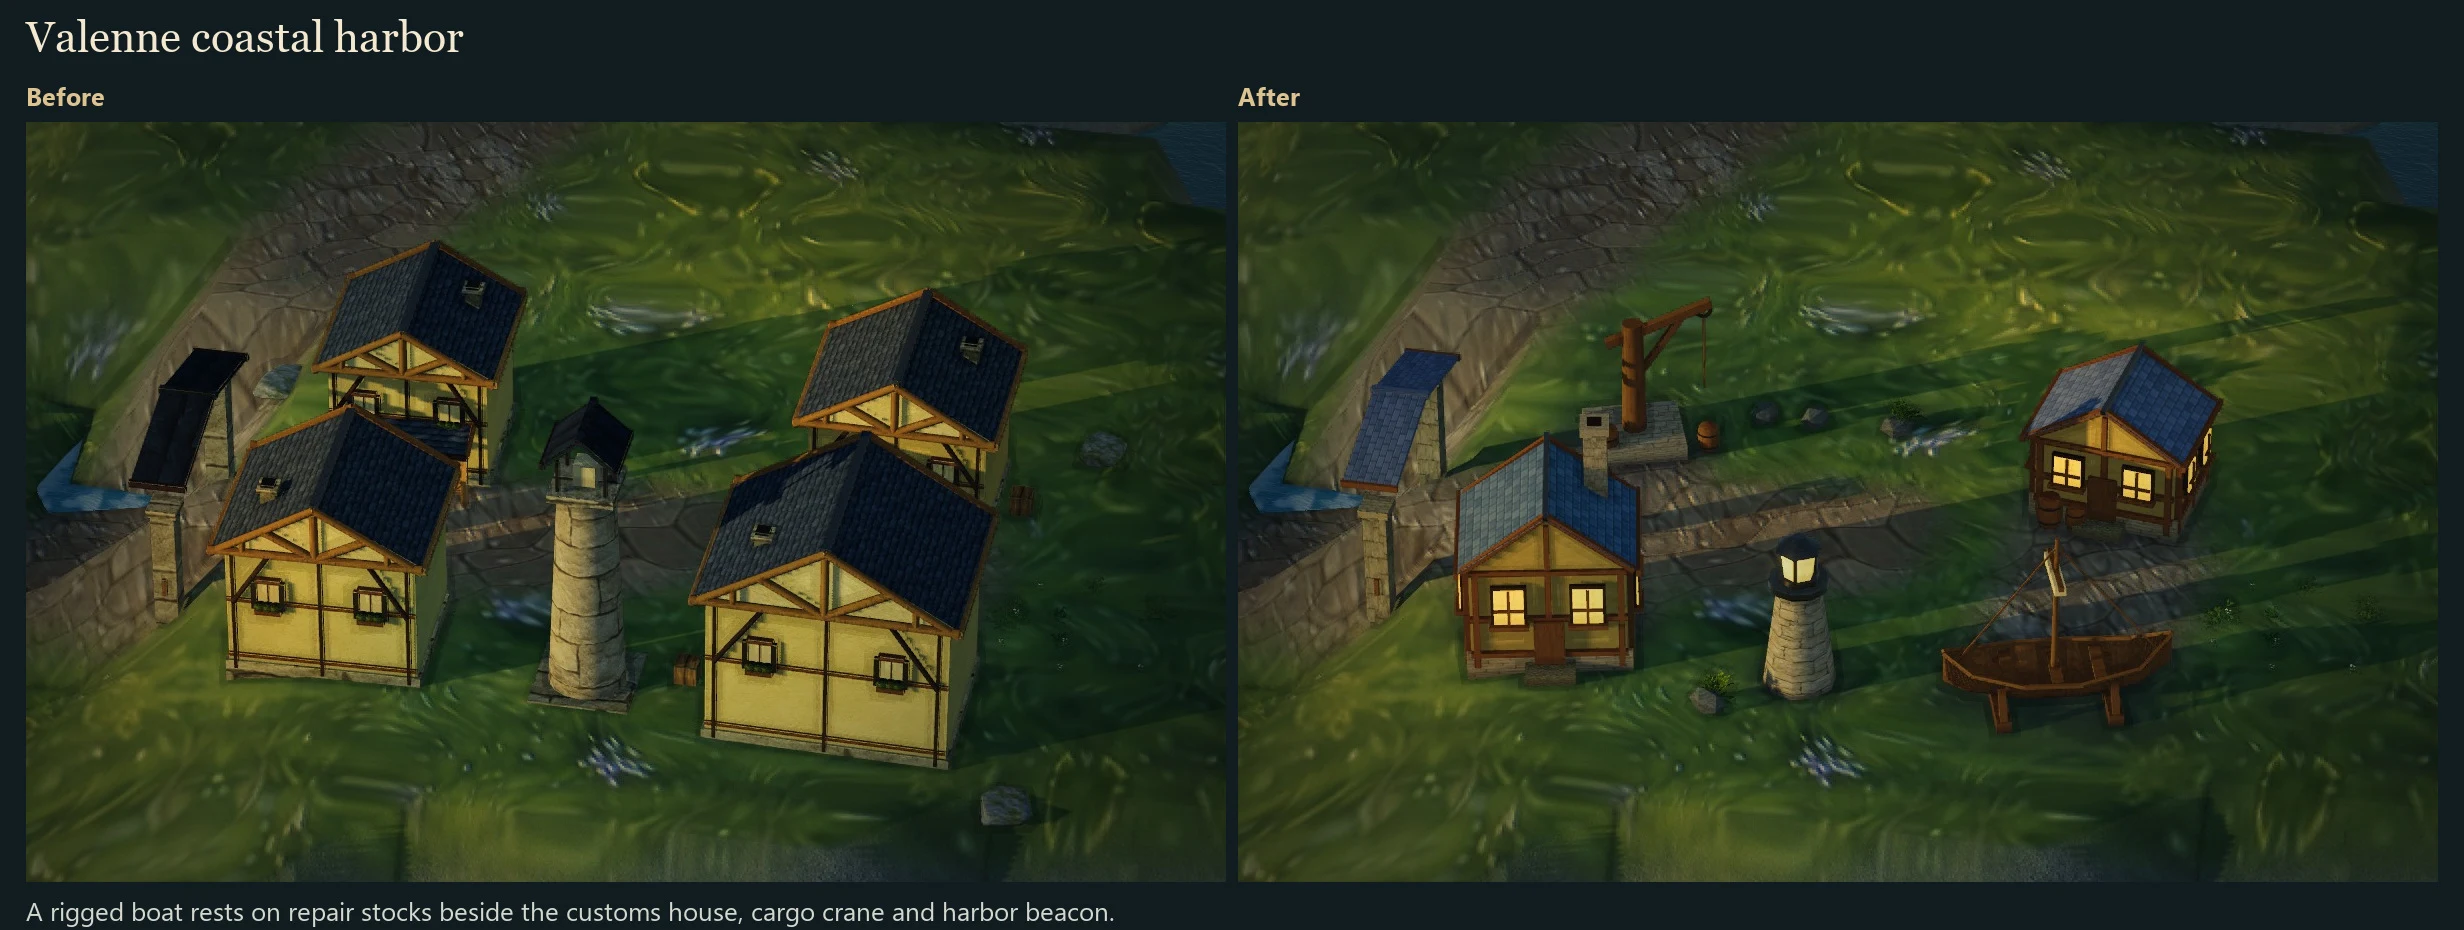 Valenne coastal harbor
Before
After
A rigged boat rests on repair stocks beside the customs house, cargo crane and harbor beacon.